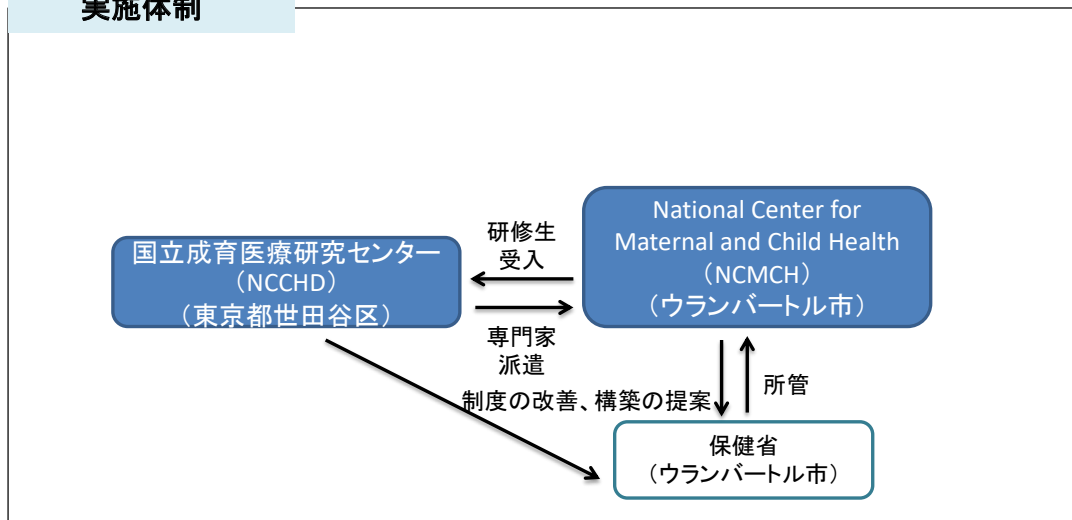 実施体制
国立成育医療研究センター
（NCCHD）
（東京都世田谷区）
研修生
受入
専門家
派遣
National Center for
Maternal and Child Health
（NCMCH）
（ウランバートル市）
制度の改善、構築の提案
所管
保健省
（ウランバートル市）